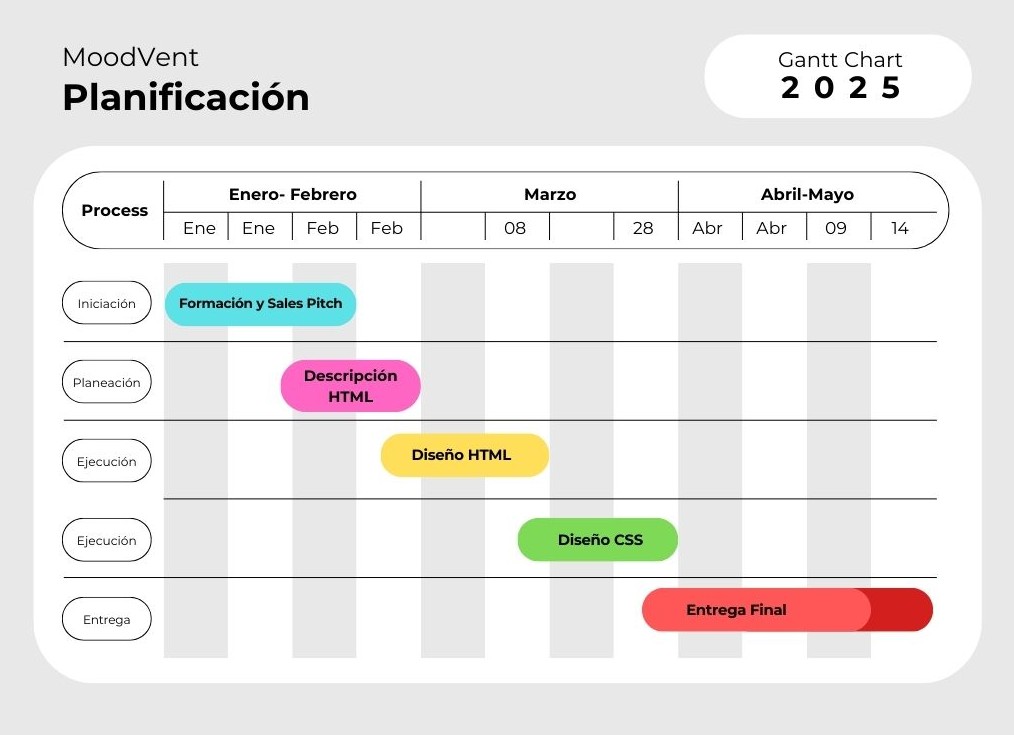 MoodVent
Planificación
Gantt Chart
2 0 2 5
Process
Enero- Febrero
Marzo
Abril-Mayo
Ene
Ene
Feb
Feb
08
28
Abr
Abr
09
14
Iniciación
Formación y Sales Pitch
Planeación
Descripción
HTML
Ejecución
Diseño HTML
Ejecución
Diseño CSS
Entrega
Entrega Final